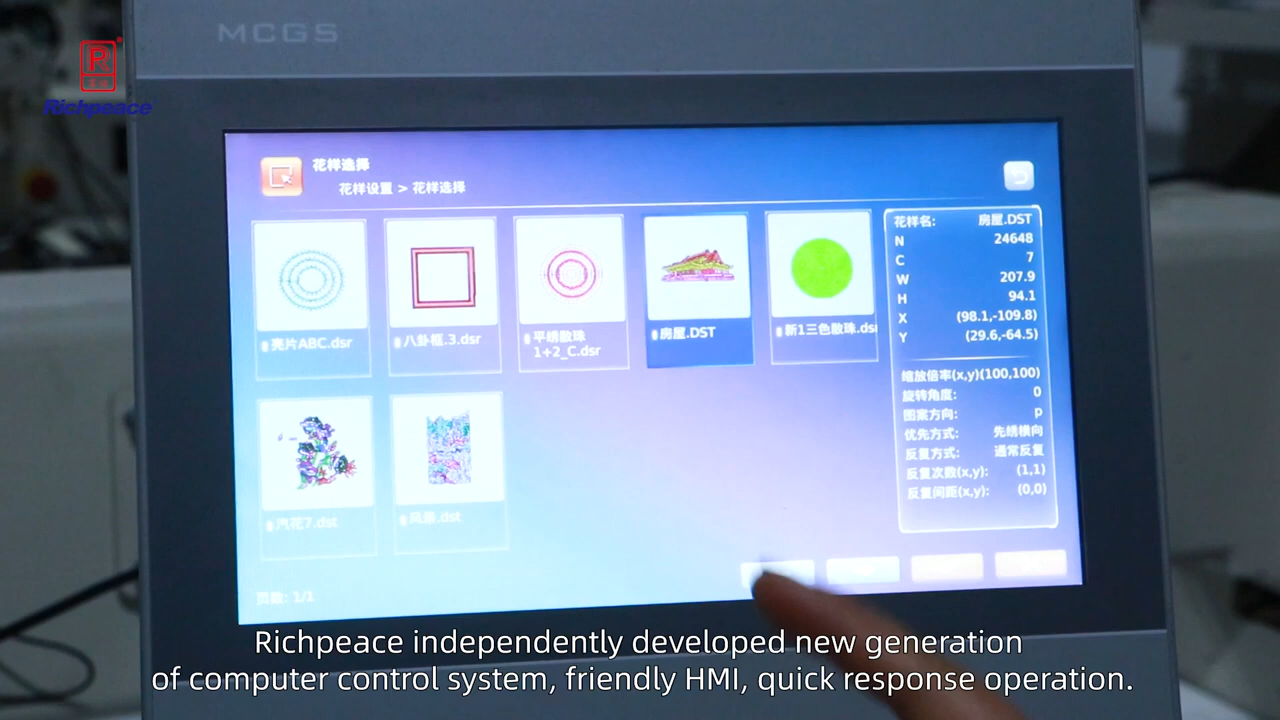 MCGS
R
Richpeace
花样选择
花样设置 > 花样选择
亮片ABC.dsr
八卦框.3.dsr
平绣散珠
1+2_C.dsr
房屋.DST
新1三色散珠.dsr
汽花7.dst
风景.dst
页数: 1/1
花样名: 房屋.DST
N 24648
C 7
W 207.9
H 94.1
X (98.1,-109.8)
Y (29.6,-64.5)
缩放倍率(x,y)(100,100)
旋转角度: 0
图案方向: p
优先方式: 先绣横向
反复方式: 通常反复
反复次数(x,y): (1,1)
反复间距(x,y): (0,0)
Richpeace independently developed new generation
of computer control system, friendly HMI, quick response operation.